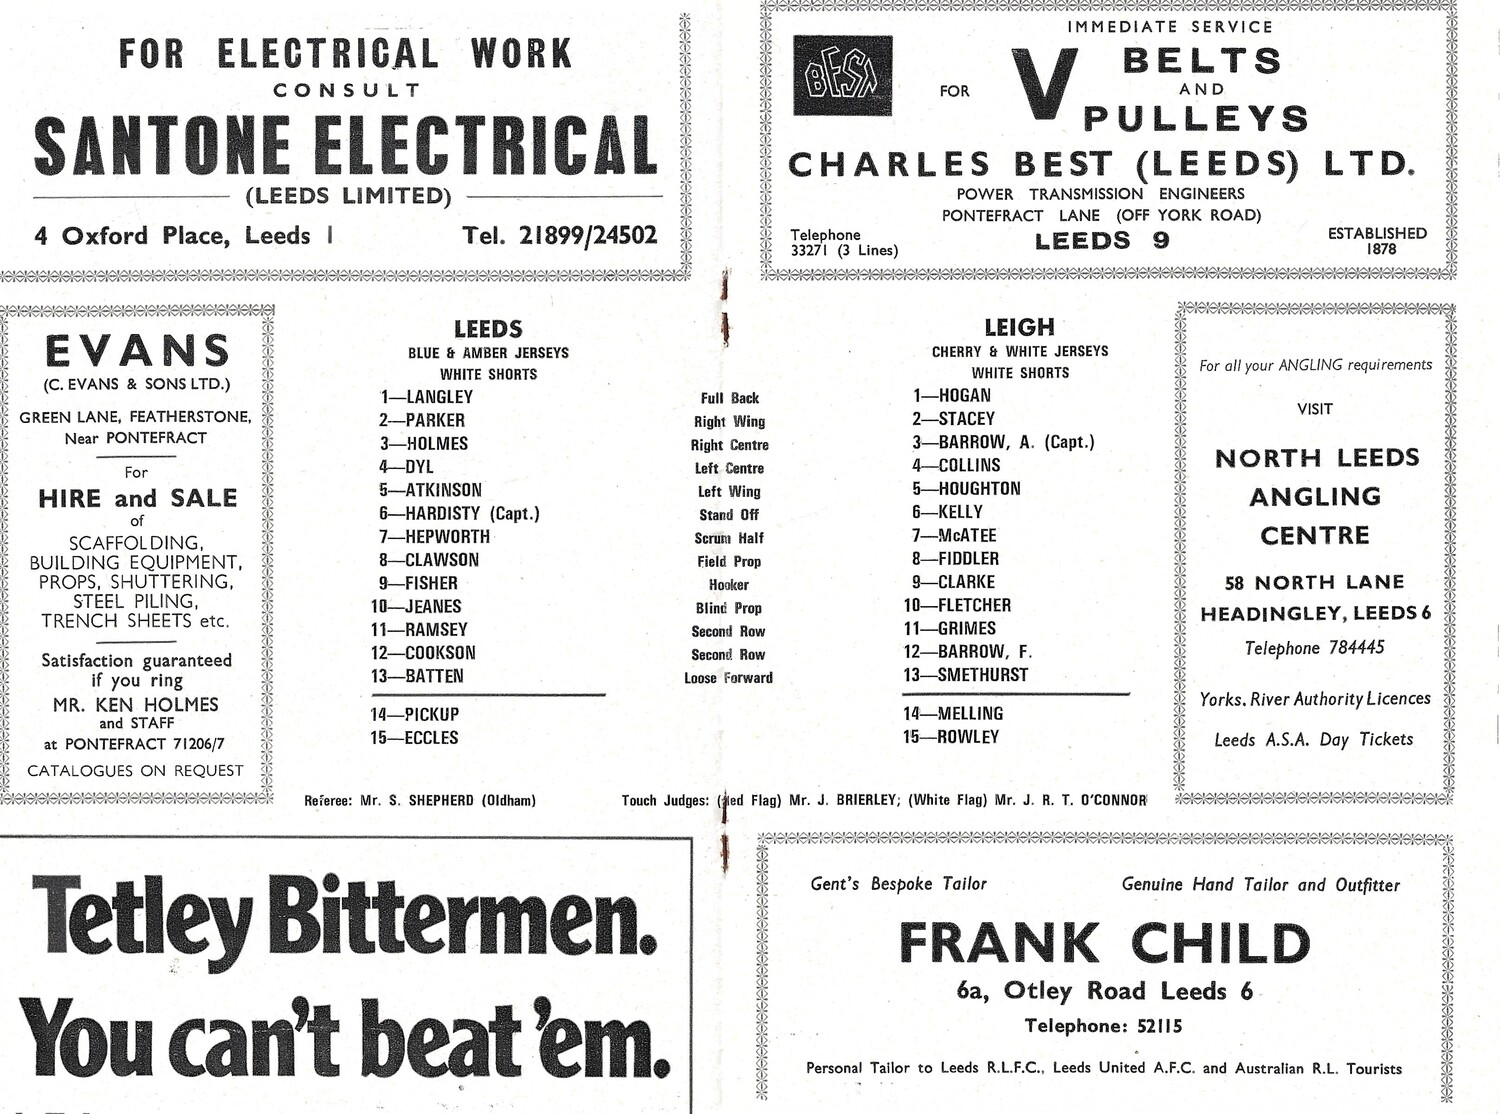 FOR ELECTRICAL WORK
CONSULT
SANTONE ELECTRICAL
(LEEDS LIMITED)
4 Oxford Place, Leeds 1
Tel. 21899/24502
BESA
IMMEDIATE SERVICE
FOR
V BELTS
AND
PULLEYS
CHARLES BEST (LEEDS) LTD.
POWER TRANSMISSION ENGINEERS
PONTEFRACT LANE (OFF YORK ROAD)
LEEDS 9
Telephone
33271 (3 Lines)
ESTABLISHED
1878
EVANS
(C. EVANS & SONS LTD.)
GREEN LANE, FEATHERSTONE,
Near PONTEFRACT
For
HIRE and SALE
of
SCAFFOLDING,
BUILDING EQUIPMENT,
PROPS, SHUTTERING,
STEEL PILING,
TRENCH SHEETS etc.
Satisfaction guaranteed
if you ring
MR. KEN HOLMES
and STAFF
at PONTEFRACT 71206/7
CATALOGUES ON REQUEST
LEEDS
BLUE & AMBER JERSEYS
WHITE SHORTS
1—LANGLEY
2—PARKER
3—HOLMES
4—DYL
5—ATKINSON
6—HARDISTY (Capt.)
7—HEPWORTH
8—CLAWSON
9—FISHER
10—JEANES
11—RAMSEY
12—COOKSON
13—BATTEN
14—PICKUP
15—ECCLES
Full Back
Right Wing
Right Centre
Left Centre
Left Wing
Stand Off
Scrum Half
Field Prop
Hooker
Blind Prop
Second Row
Second Row
Loose Forward
LEIGH
CHERRY & WHITE JERSEYS
WHITE SHORTS
1—HOGAN
2—STACEY
3—BARROW, A. (Capt.)
4—COLLINS
5—HOUGHTON
6—KELLY
7—McATEE
8—FIDDLER
9—CLARKE
10—FLETCHER
11—GRIMES
12—BARROW, F.
13—SMETHURST
14—MELLING
15—ROWLEY
Referee: Mr. S. SHEPHERD (Oldham)
Touch Judges: (Red Flag) Mr. J. BRIERLEY; (White Flag) Mr. J. R. T. O'CONNOR
For all your ANGLING requirements
VISIT
NORTH LEEDS
ANGLING
CENTRE
58 NORTH LANE
HEADINGLEY, LEEDS 6
Telephone 784445
Yorks. River Authority Licences
Leeds A.S.A. Day Tickets
Tetley Bittermen.
You can't beat 'em.
Gent's Bespoke Tailor
Genuine Hand Tailor and Outfitter
FRANK CHILD
6a, Otley Road Leeds 6
Telephone: 52115
Personal Tailor to Leeds R.L.F.C., Leeds United A.F.C. and Australian R.L. Tourists